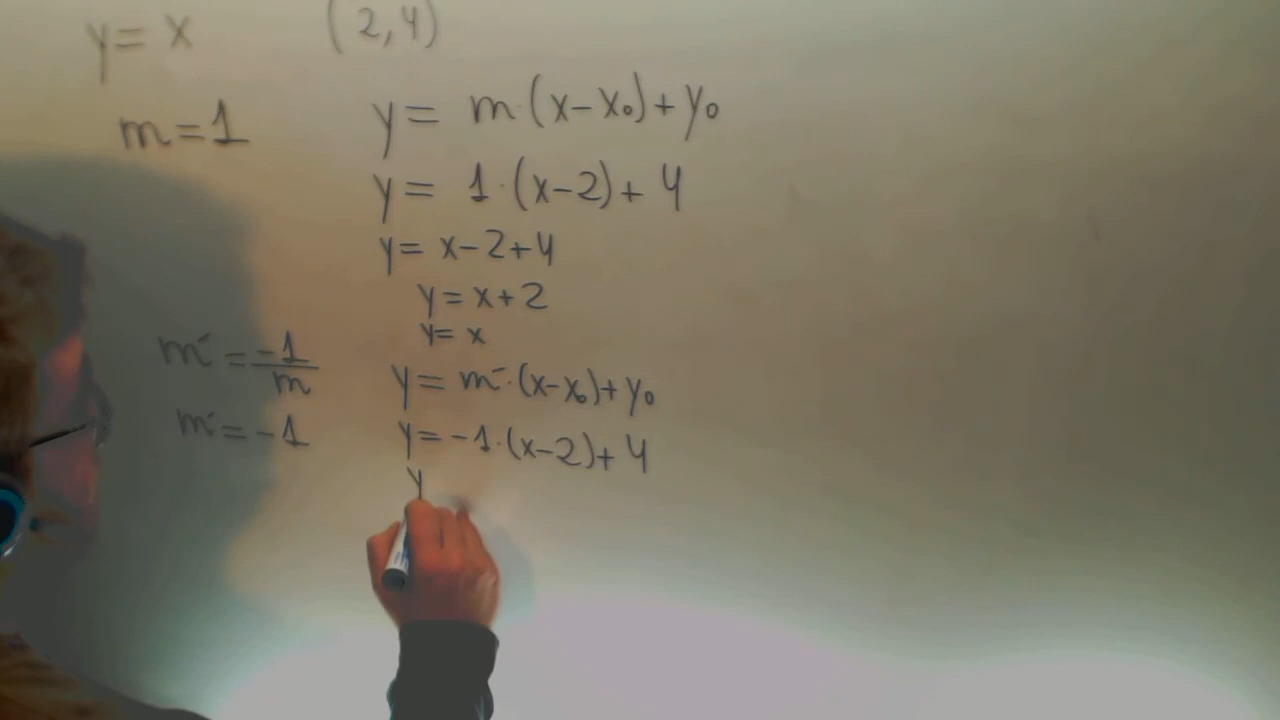 y = x
(2,4)
m = 1
y = m·(x-x₀)+y₀
y = 1·(x-2)+4
y = x-2+4
y = x+2
y = x
m⁻ = -1/m
y = m⁻·(x-x₀)+y₀
m⁻ = -1
y = -1·(x-2)+4
y